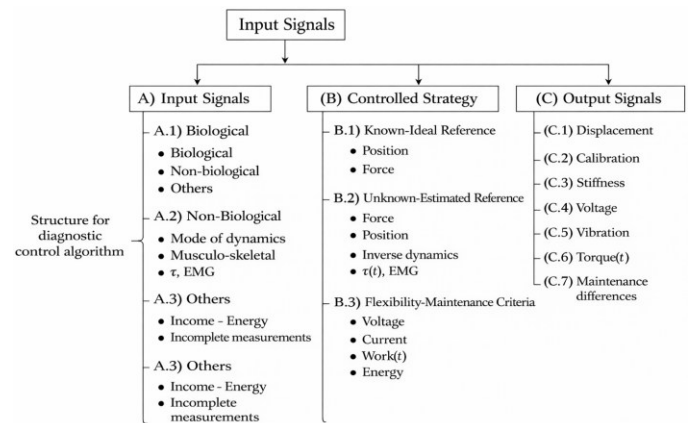 Input Signals
A) Input Signals
A.1) Biological
• Biological
• Non-biological
• Others
A.2) Non-Biological
• Mode of dynamics
• Musculo-skeletal
• τ, EMG
A.3) Others
• Income – Energy
• Incomplete measurements
A.3) Others
• Income - Energy
• Incomplete
measurements
Structure for
diagnostic
control algorithm
(B) Controlled Strategy
B.1) Known-Ideal Reference
• Position
• Force
B.2) Unknown-Estimated Reference
• Force
• Position
• Inverse dynamics
• τ(t), EMG
B.3) Flexibility-Maintenance Criteria
• Voltage
• Current
• Work(t)
• Energy
(C) Output Signals
(C.1) Displacement
(C.2) Calibration
(C.3) Stiffness
(C.4) Voltage
(C.5) Vibration
(C.6) Torque(t)
(C.7) Maintenance
differences